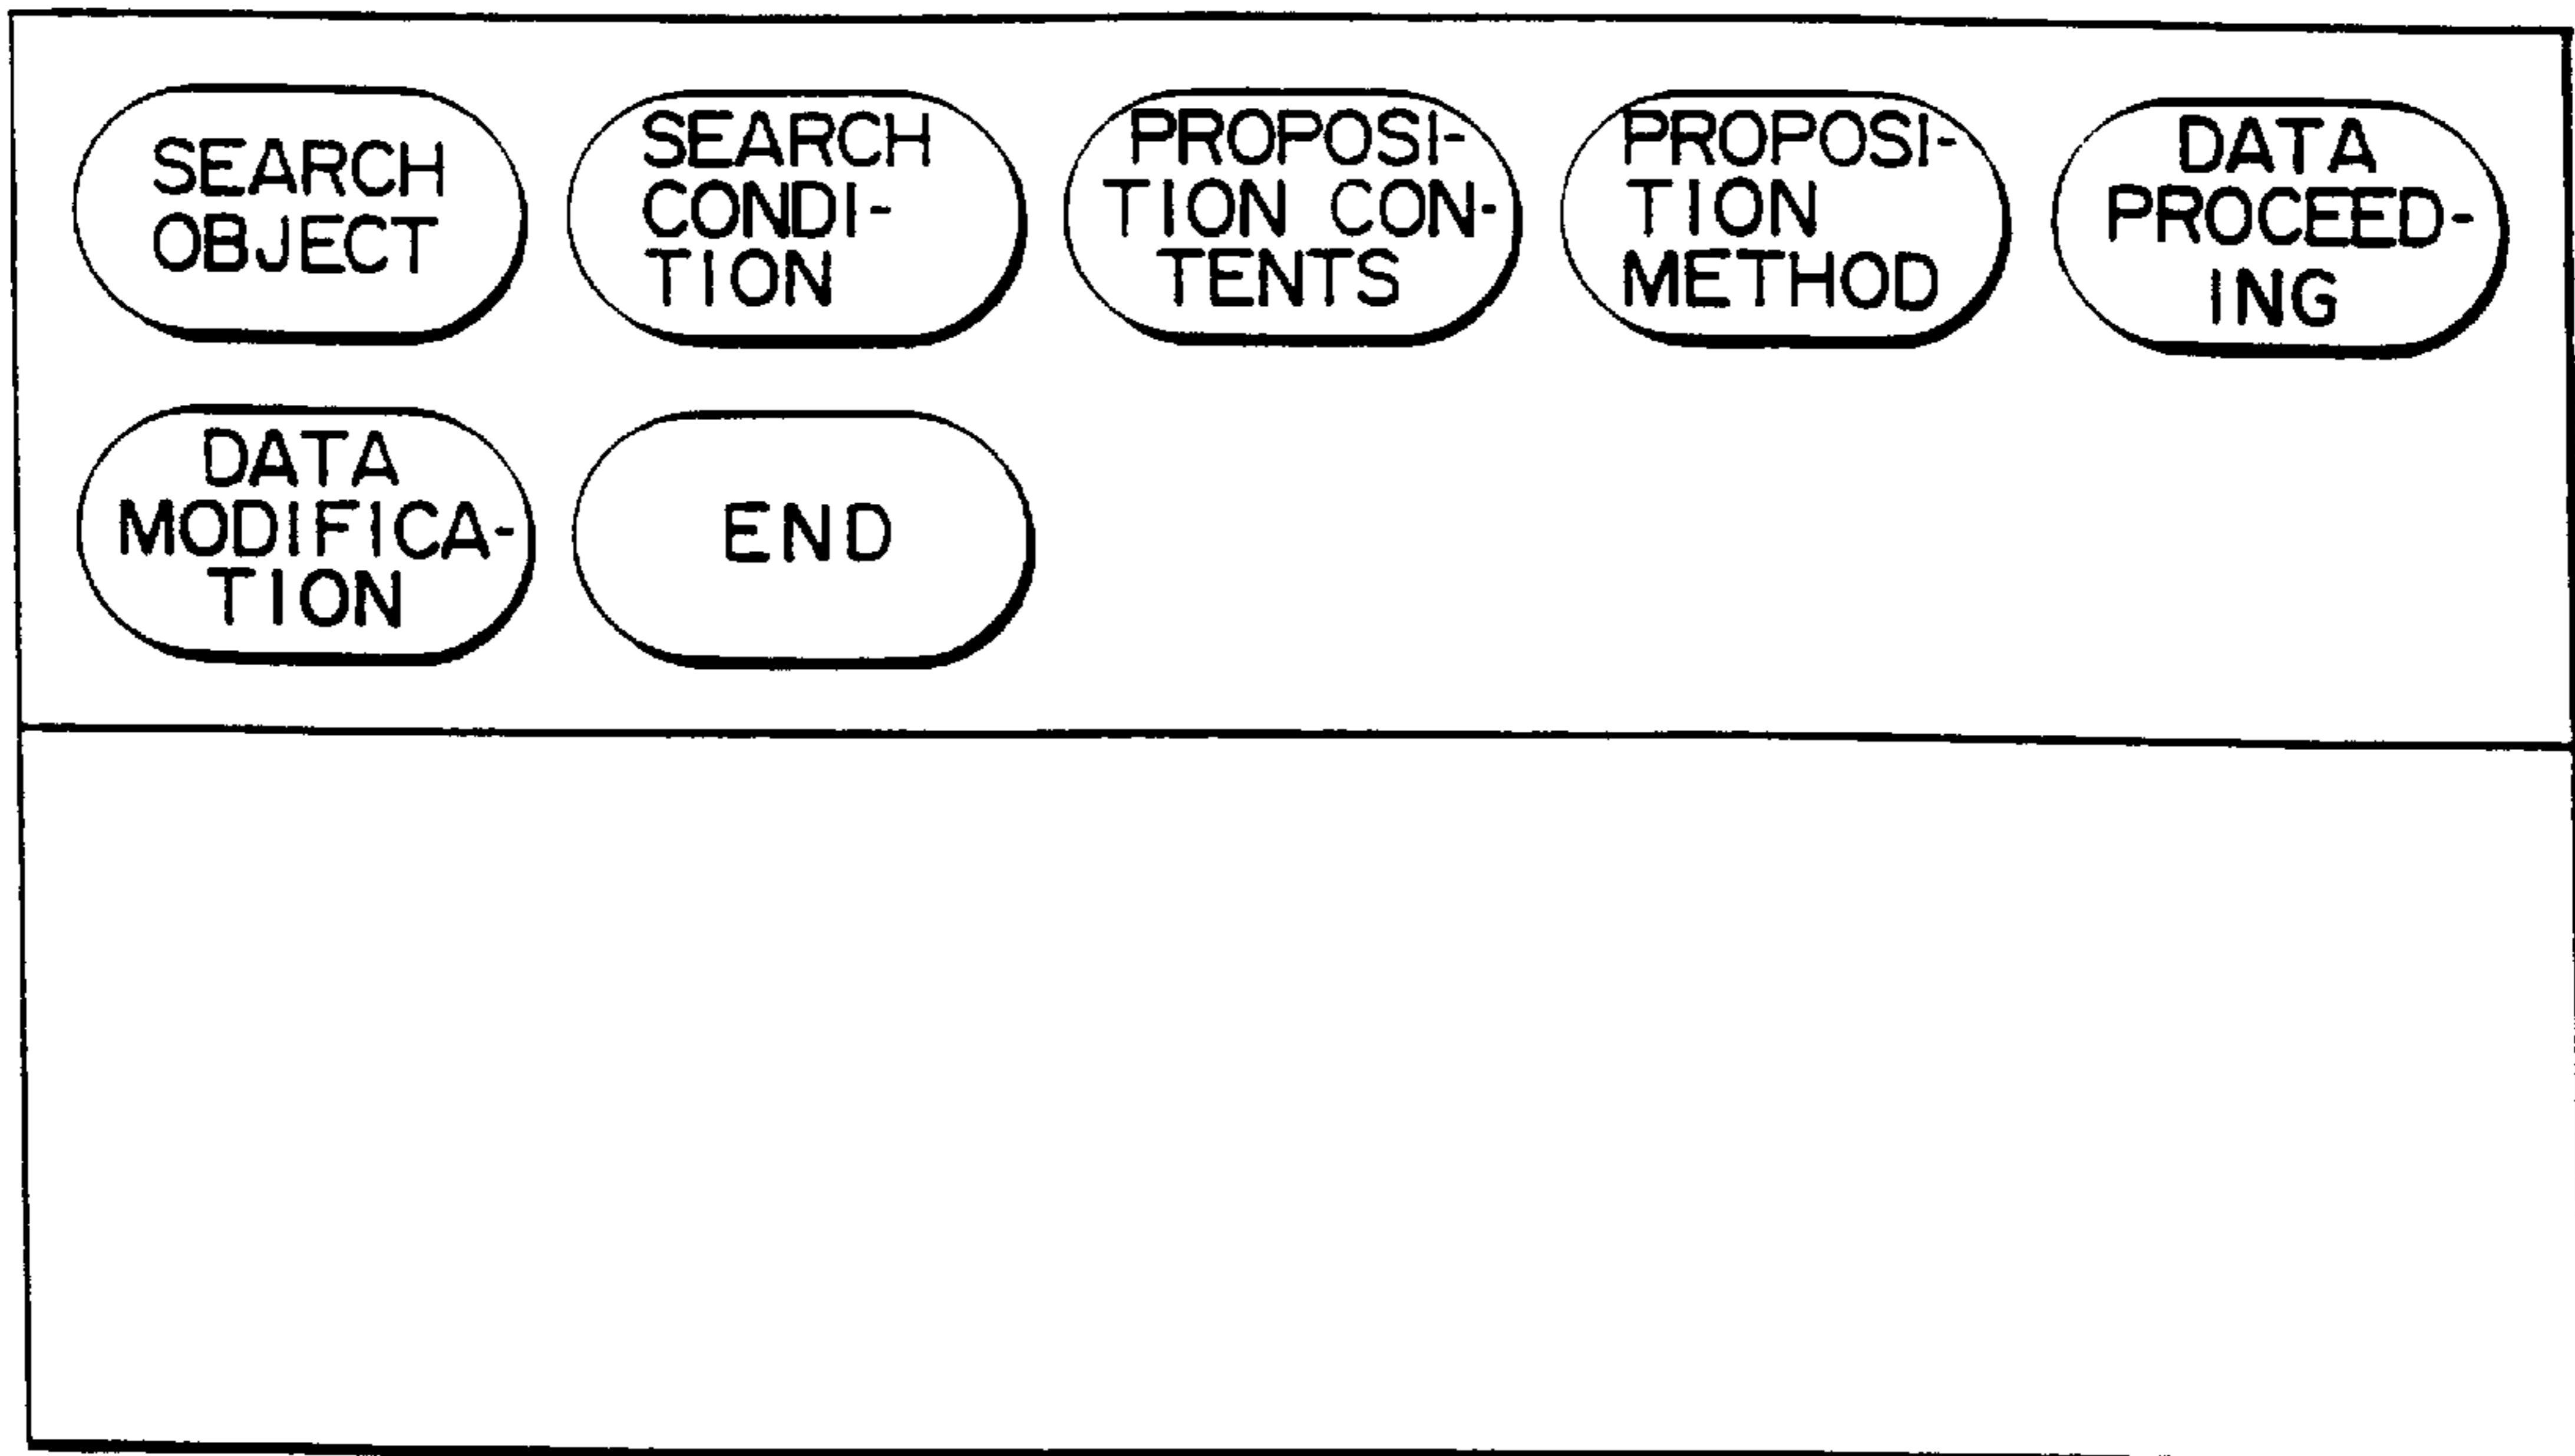 SEARCH
OBJECT
SEARCH
CONDI-
TION
PROPOSI-
TION CON-
TENTS
PROPOSI-
TION
METHOD
DATA
PROCEED-
ING
DATA
MODIFICA-
TION
END